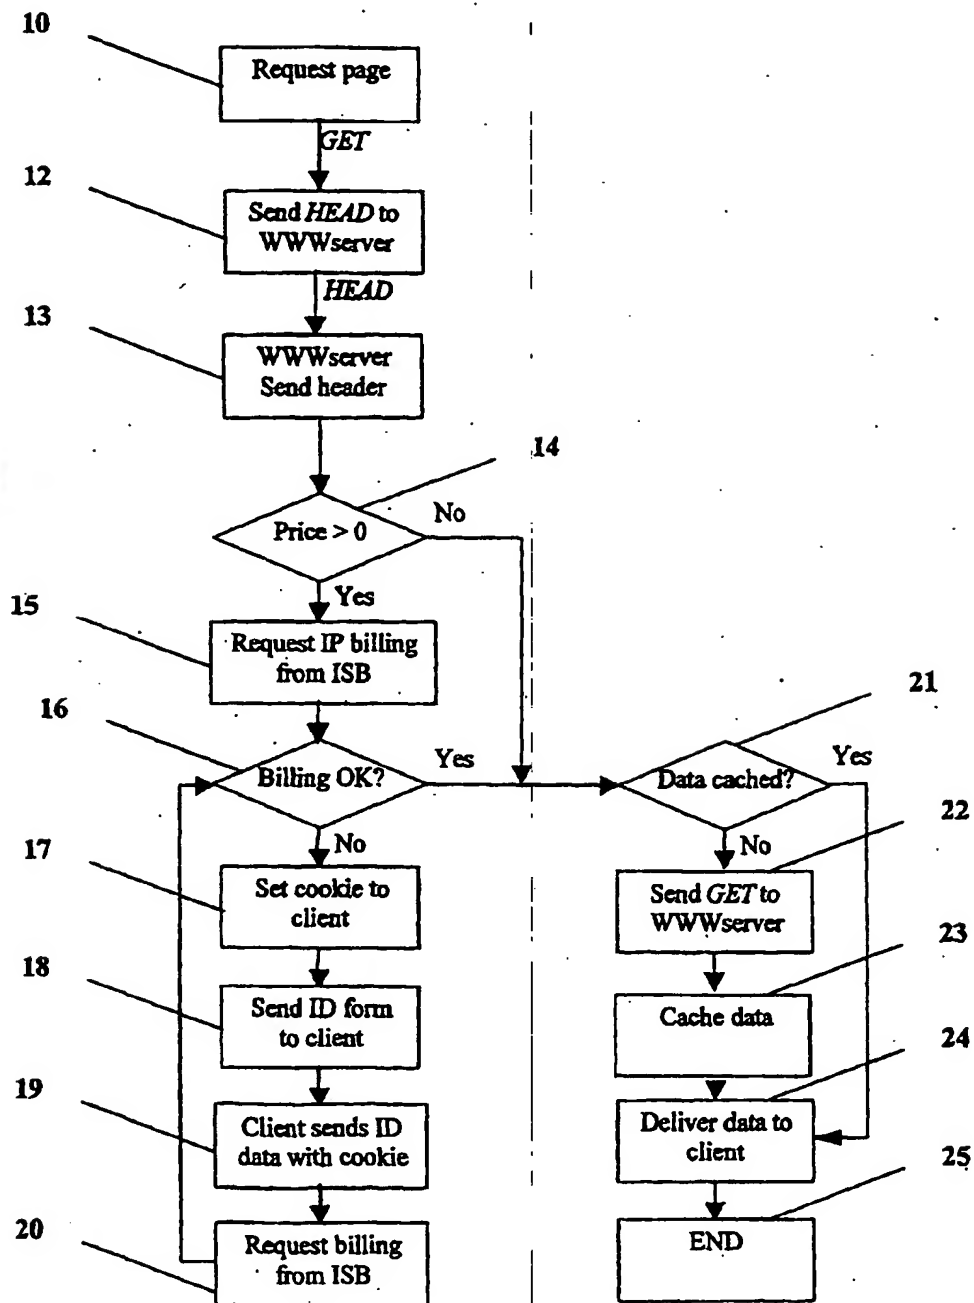 10
Request page
GET
12
Send HEAD to
WWWserver
HEAD
13
WWWserver
Send header
14
Price > 0
No
Yes
15
Request IP billing
from ISB
16
Billing OK?
Yes
No
17
Set cookie to
client
18
Send ID form
to client
19
Client sends ID
data with cookie
20
Request billing
from ISB
21
Data cached?
Yes
No
22
Send GET to
WWWserver
23
Cache data
24
Deliver data to
client
25
END